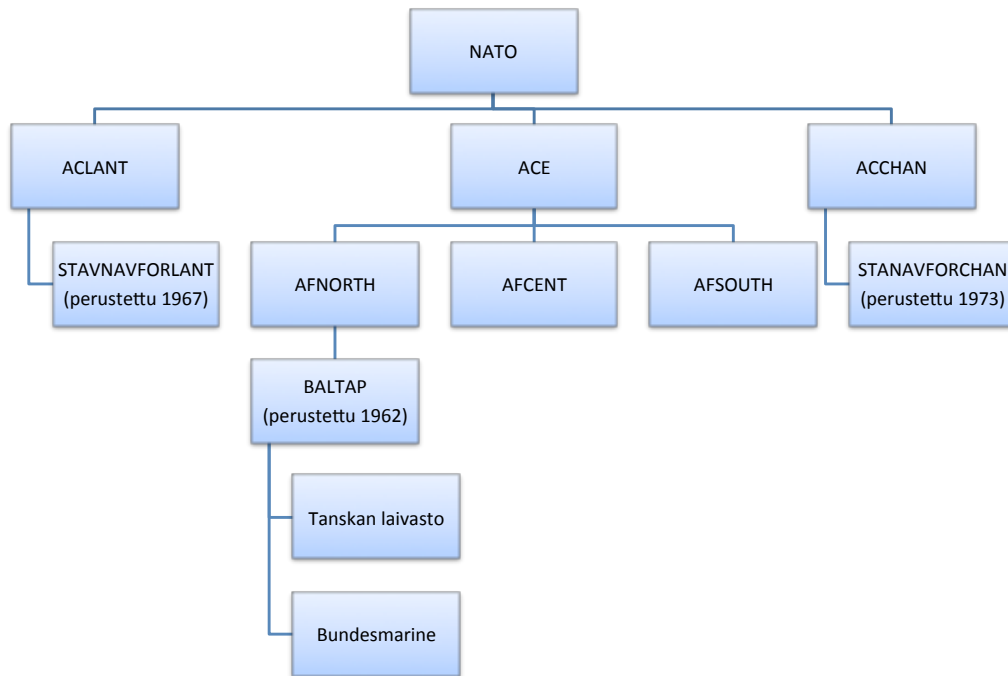 NATO
ACLANT
ACE
ACCHAN
STAVNAVFORLANT
(perustettu 1967)
AFNORTH
AFCENT
AFSOUTH
STANAVFORCHAN
(perustettu 1973)
BALTAP
(perustettu 1962)
Tanskan laivasto
Bundesmarine